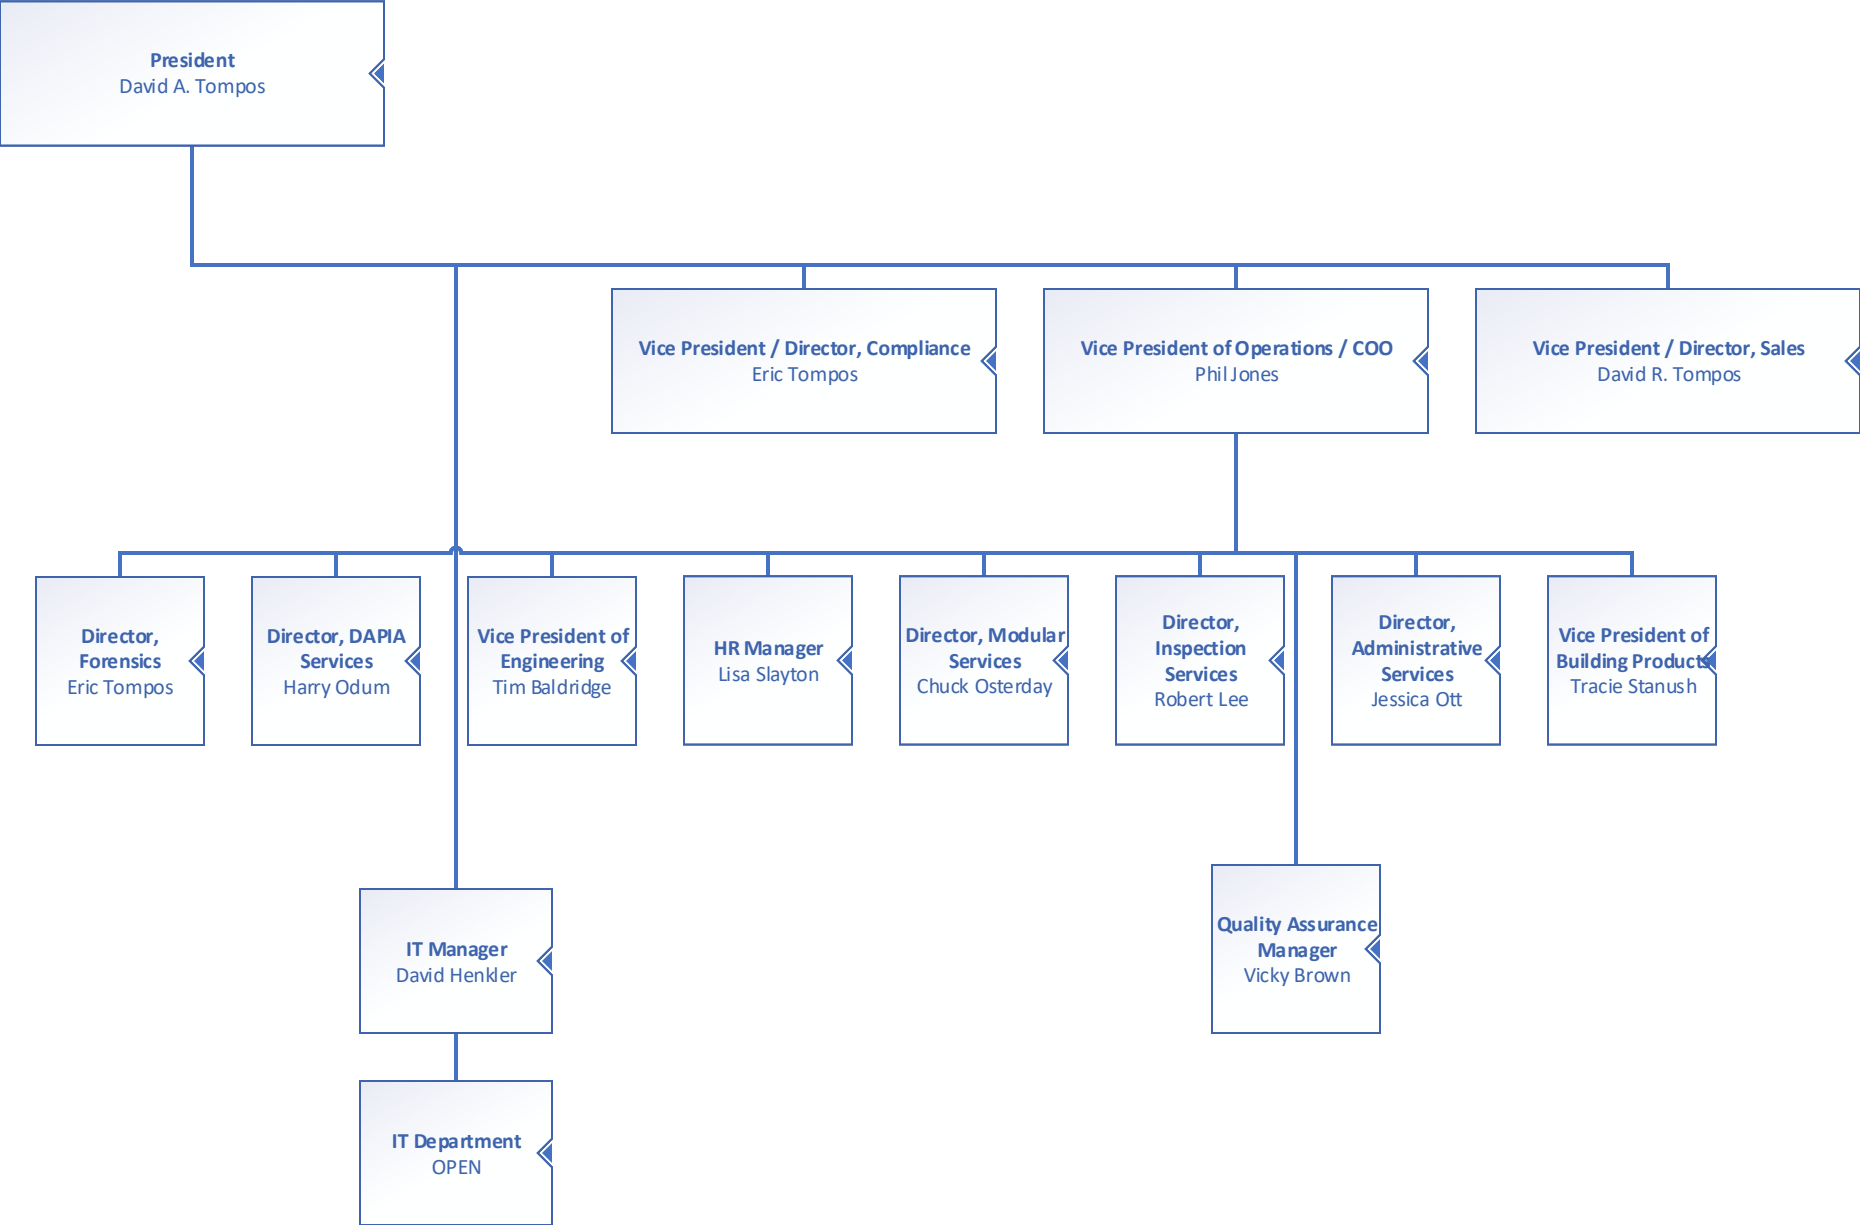 President
David A. Tompos
Vice President / Director, Compliance
Eric Tompos
Vice President of Operations / COO
Phil Jones
Vice President / Director, Sales
David R. Tompos
Director,
Forensics
Eric Tompos
Director, DAPIA
Services
Harry Odum
Vice President of
Engineering
Tim Baldridge
HR Manager
Lisa Slayton
Director, Modular
Services
Chuck Osterday
Director,
Inspection
Services
Robert Lee
Director,
Administrative
Services
Jessica Ott
Vice President of
Building Products
Tracie Stanush
IT Manager
David Henkler
Quality Assurance
Manager
Vicky Brown
IT Department
OPEN